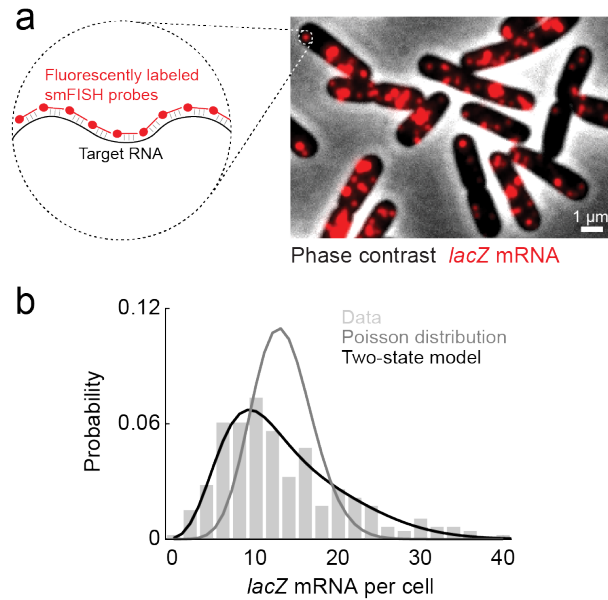 a
Fluorescently labeled
smFISH probes
Target RNA
1 µm
Phase contrast lacZ mRNA
b
0.12
0.06
0
Probability
Data
Poisson distribution
Two-state model
0 10 20 30 40
lacZ mRNA per cell